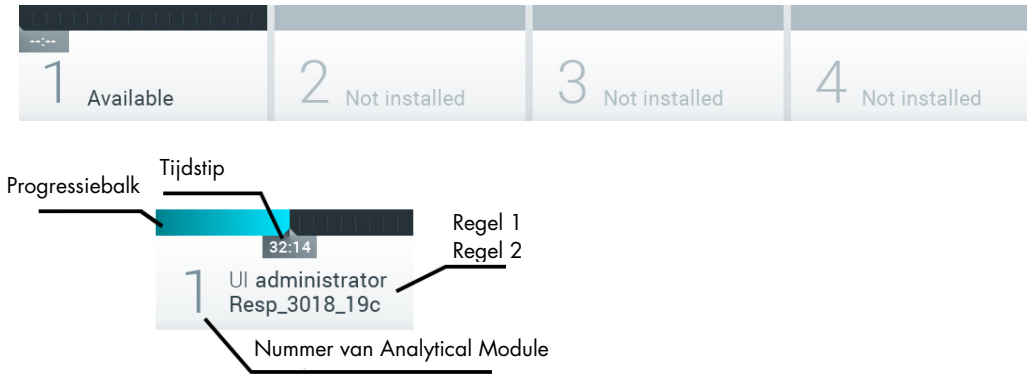 --:--
1 Available
2 Not installed
3 Not installed
4 Not installed
Tijdstip
Progressiebalk
Regel 1
Regel 2
32:14
1 UI administrator
Resp_3018_19c
Nummer van Analytical Module